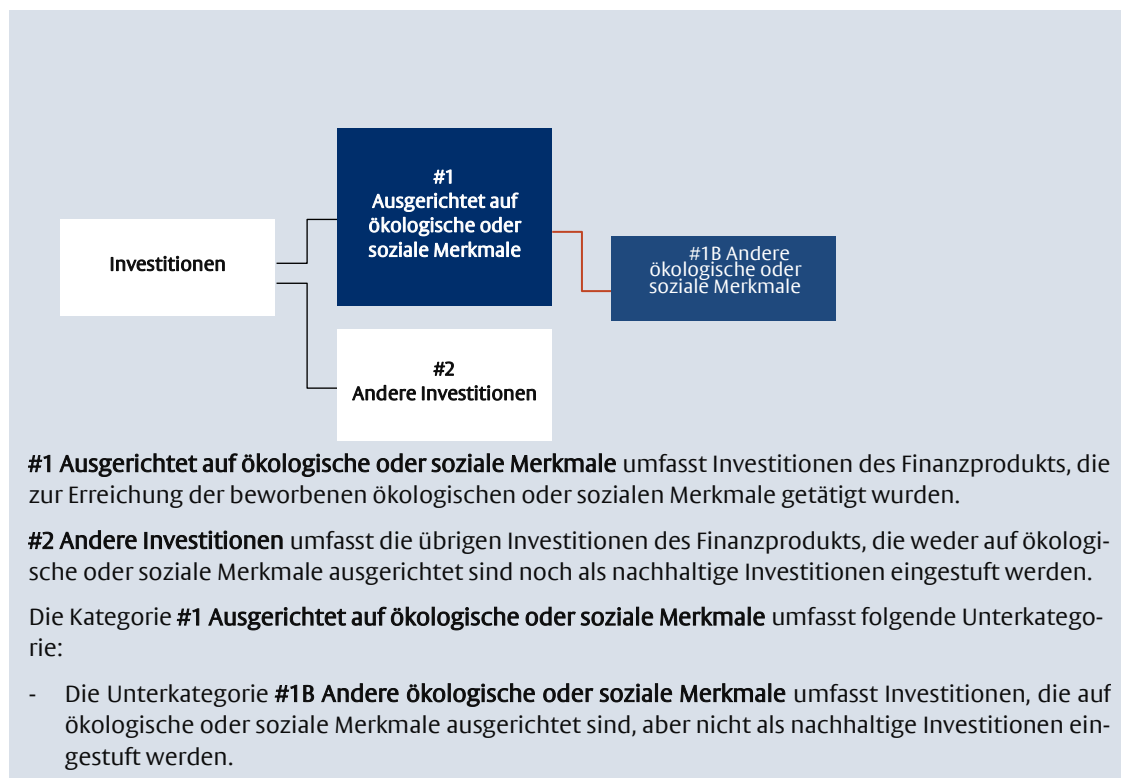 #1
Ausgerichtet auf
ökologische oder
soziale Merkmale
Investitionen
#1B Andere
ökologische oder
soziale Merkmale
#2
Andere Investitionen
#1 Ausgerichtet auf ökologische oder soziale Merkmale umfasst Investitionen des Finanzprodukts, die
zur Erreichung der beworbenen ökologischen oder sozialen Merkmale getätigt wurden.
#2 Andere Investitionen umfasst die übrigen Investitionen des Finanzprodukts, die weder auf ökologi-
sche oder soziale Merkmale ausgerichtet sind noch als nachhaltige Investitionen eingestuft werden.
Die Kategorie #1 Ausgerichtet auf ökologische oder soziale Merkmale umfasst folgende Unterkatego-
rie:
- Die Unterkategorie #1B Andere ökologische oder soziale Merkmale umfasst Investitionen, die auf
ökologische oder soziale Merkmale ausgerichtet sind, aber nicht als nachhaltige Investitionen ein-
gestuft werden.